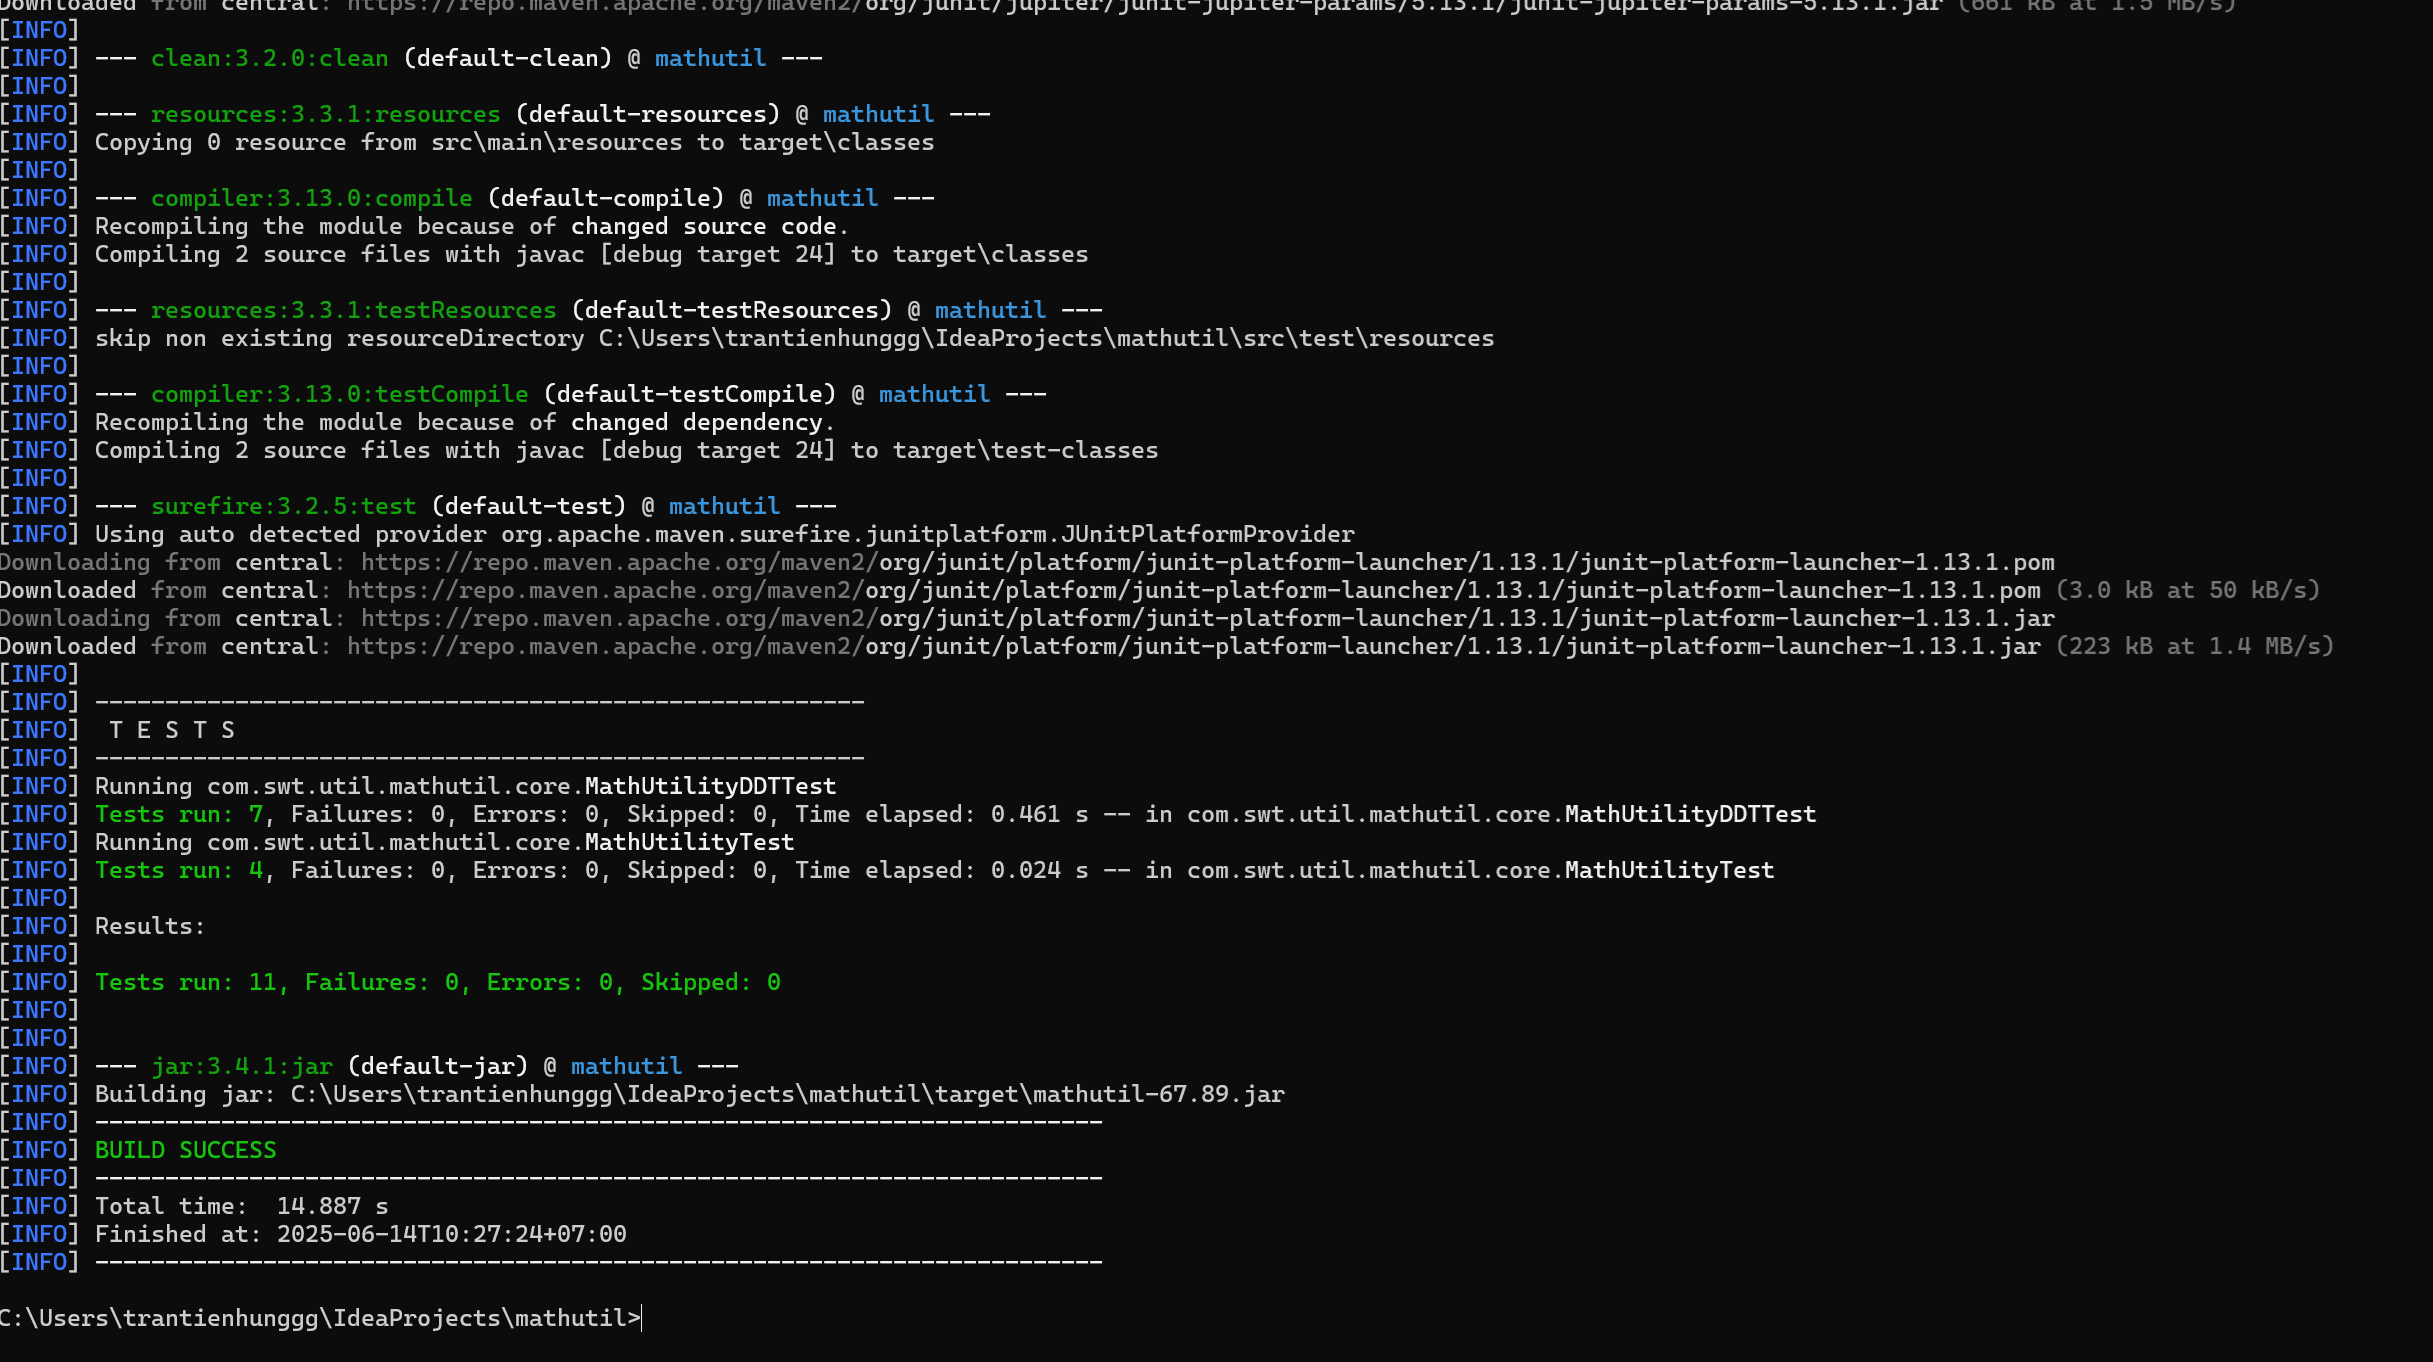 Downloaded from central: https://repo.maven.apache.org/maven2/org/junit/jupiter/junit-jupiter-params/5.13.1/junit-jupiter-params-5.13.1.jar (661 kB at 1.5 MB/s)
[INFO]
[INFO] --- clean:3.2.0:clean (default-clean) @ mathutil ---
[INFO]
[INFO] --- resources:3.3.1:resources (default-resources) @ mathutil ---
[INFO] Copying 0 resource from src\main\resources to target\classes
[INFO]
[INFO] --- compiler:3.13.0:compile (default-compile) @ mathutil ---
[INFO] Recompiling the module because of changed source code.
[INFO] Compiling 2 source files with javac [debug target 24] to target\classes
[INFO]
[INFO] --- resources:3.3.1:testResources (default-testResources) @ mathutil ---
[INFO] skip non existing resourceDirectory C:\Users\trantienhunggg\IdeaProjects\mathutil\src\test\resources
[INFO]
[INFO] --- compiler:3.13.0:testCompile (default-testCompile) @ mathutil ---
[INFO] Recompiling the module because of changed dependency.
[INFO] Compiling 2 source files with javac [debug target 24] to target\test-classes
[INFO]
[INFO] --- surefire:3.2.5:test (default-test) @ mathutil ---
[INFO] Using auto detected provider org.apache.maven.surefire.junitplatform.JUnitPlatformProvider
Downloading from central: https://repo.maven.apache.org/maven2/org/junit/platform/junit-platform-launcher/1.13.1/junit-platform-launcher-1.13.1.pom
Downloaded from central: https://repo.maven.apache.org/maven2/org/junit/platform/junit-platform-launcher/1.13.1/junit-platform-launcher-1.13.1.pom (3.0 kB at 50 kB/s)
Downloading from central: https://repo.maven.apache.org/maven2/org/junit/platform/junit-platform-launcher/1.13.1/junit-platform-launcher-1.13.1.jar
Downloaded from central: https://repo.maven.apache.org/maven2/org/junit/platform/junit-platform-launcher/1.13.1/junit-platform-launcher-1.13.1.jar (223 kB at 1.4 MB/s)
[INFO]
[INFO] -------------------------------------------------------
[INFO]  T E S T S
[INFO] -------------------------------------------------------
[INFO] Running com.swt.util.mathutil.core.MathUtilityDDTTest
[INFO] Tests run: 7, Failures: 0, Errors: 0, Skipped: 0, Time elapsed: 0.461 s -- in com.swt.util.mathutil.core.MathUtilityDDTTest
[INFO] Running com.swt.util.mathutil.core.MathUtilityTest
[INFO] Tests run: 4, Failures: 0, Errors: 0, Skipped: 0, Time elapsed: 0.024 s -- in com.swt.util.mathutil.core.MathUtilityTest
[INFO]
[INFO] Results:
[INFO]
[INFO] Tests run: 11, Failures: 0, Errors: 0, Skipped: 0
[INFO]
[INFO]
[INFO] --- jar:3.4.1:jar (default-jar) @ mathutil ---
[INFO] Building jar: C:\Users\trantienhunggg\IdeaProjects\mathutil\target\mathutil-67.89.jar
[INFO] ------------------------------------------------------------------------
[INFO] BUILD SUCCESS
[INFO] ------------------------------------------------------------------------
[INFO] Total time:  14.887 s
[INFO] Finished at: 2025-06-14T10:27:24+07:00
[INFO] ------------------------------------------------------------------------
C:\Users\trantienhunggg\IdeaProjects\mathutil>